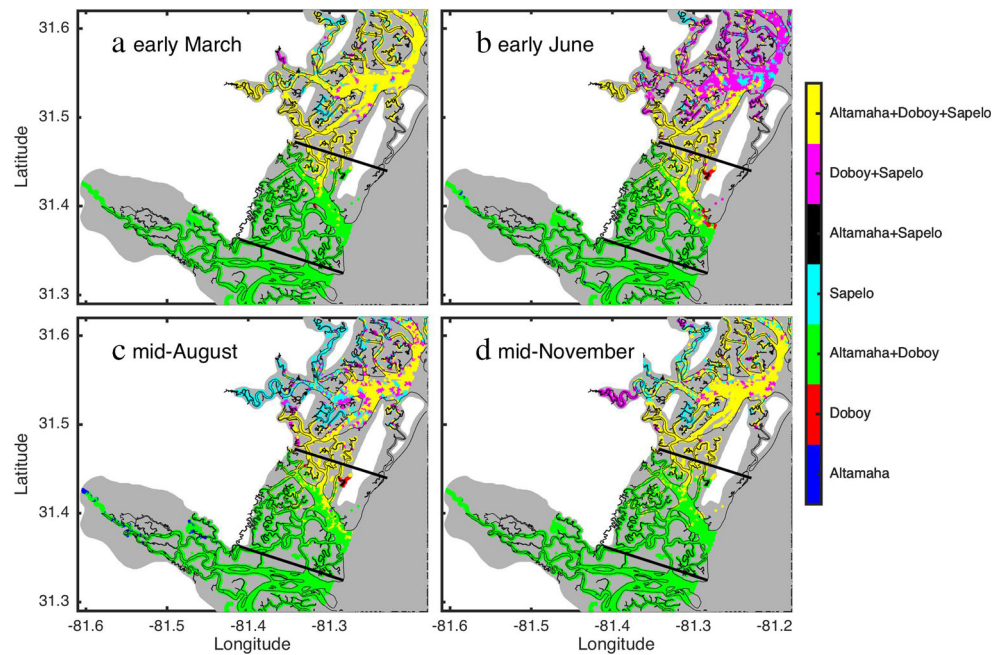 a early March
b early June
c mid-August
d mid-November
Latitude
31.6
31.5
31.4
31.3
Latitude
31.6
31.5
31.4
31.3
-81.6
-81.5
-81.4
-81.3
Longitude
-81.6
-81.5
-81.4
-81.3
-81.2
Longitude
Altamaha+Doboy+Sapelo
Doboy+Sapelo
Altamaha+Sapelo
Sapelo
Altamaha+Doboy
Doboy
Altamaha